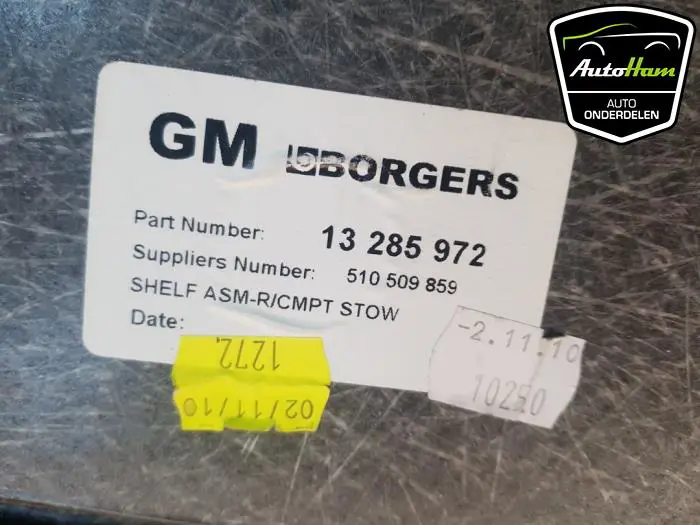 AutoHam
AUTO
ONDERDELEN
GM BORGERS
Part Number: 13 285 972
Suppliers Number: 510 509 859
SHELF ASM-R/CMPT STOW
Date:
1272
02/11/10
-2.11.10
10250